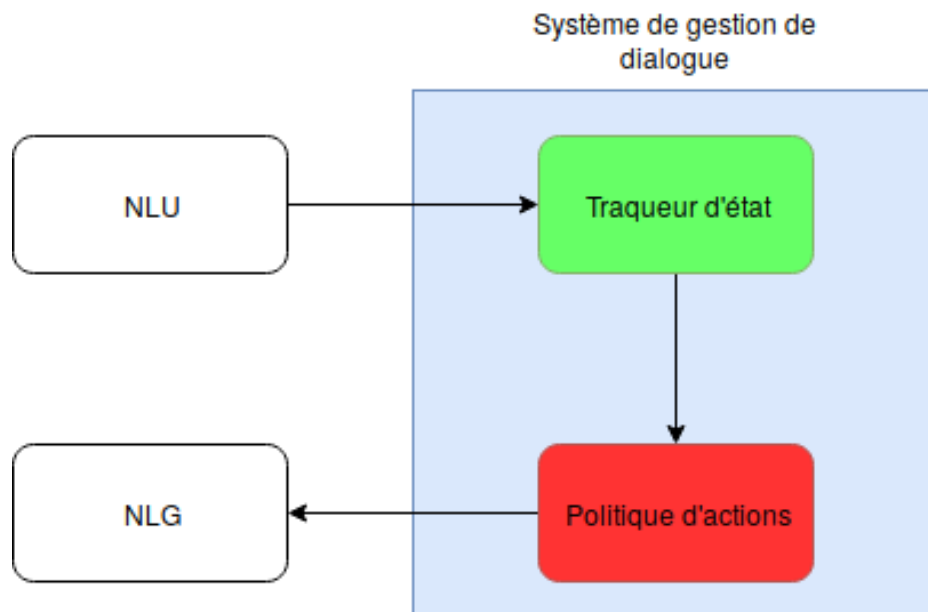 Système de gestion de
dialogue
NLU
Traqueur d'état
NLG
Politique d'actions